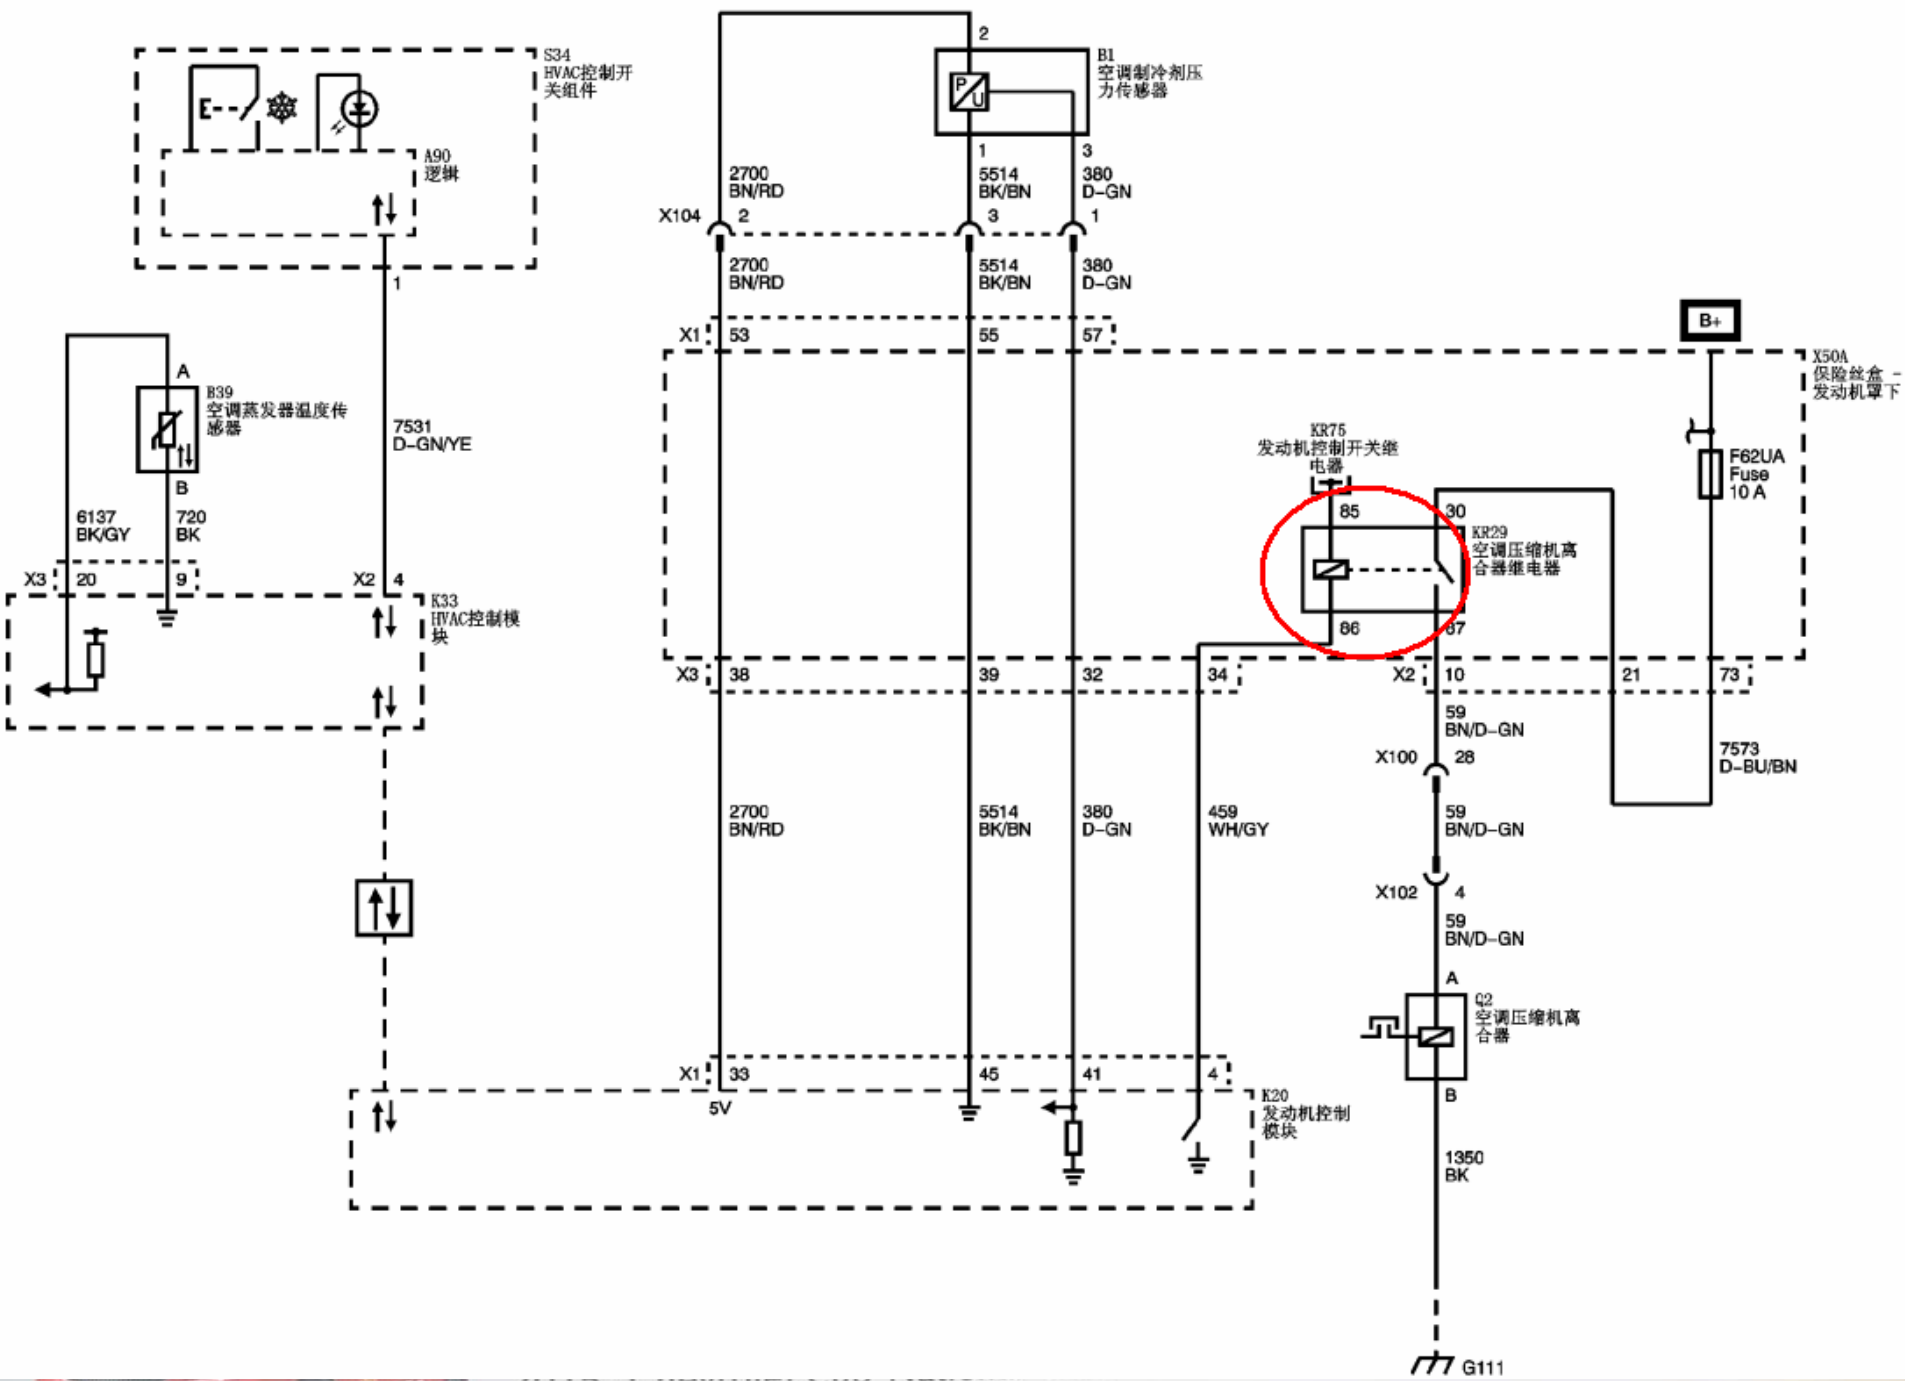 S34
HVAC控制开
关组件
E
A90
逻辑
1
2
B1
空调制冷剂压
力传感器
P
U
1
3
2700
BN/RD
5514
BK/BN
380
D-GN
X104
2
3
1
2700
BN/RD
5514
BK/BN
380
D-GN
X1
53
55
57
B+
X50A
保险丝盒 -
发动机罩下
F62UA
Fuse
10 A
KR75
发动机控制开关继
电器
85
30
KR29
空调压缩机离
合器继电器
86
87
A
B39
空调蒸发器温度传
感器
B
7531
D-GN/YE
6137
BK/GY
720
BK
X3
20
9
X2
4
K33
HVAC控制模
块
X3
38
39
32
34
X2
10
21
73
59
BN/D-GN
X100
28
7573
D-BU/BN
2700
BN/RD
5514
BK/BN
380
D-GN
459
WH/GY
59
BN/D-GN
X102
4
59
BN/D-GN
A
Q2
空调压缩机离
合器
B
X1
33
45
41
4
5V
K20
发动机控制
模块
1350
BK
G111